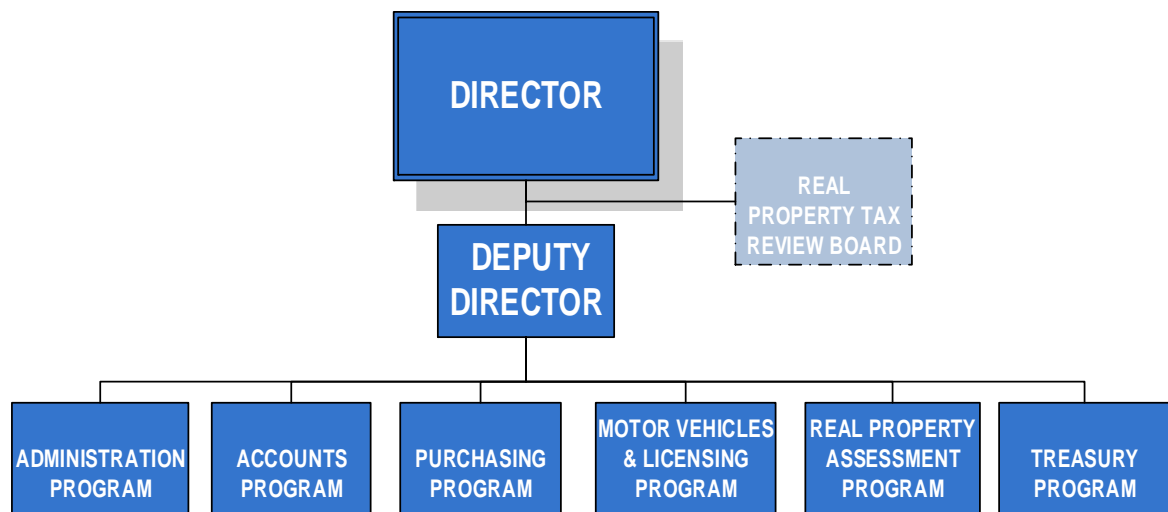 DIRECTOR
REAL
PROPERTY TAX
REVIEW BOARD
DEPUTY
DIRECTOR
ADMINISTRATION
PROGRAM
ACCOUNTS
PROGRAM
PURCHASING
PROGRAM
MOTOR VEHICLES
& LICENSING
PROGRAM
REAL PROPERTY
ASSESSMENT
PROGRAM
TREASURY
PROGRAM